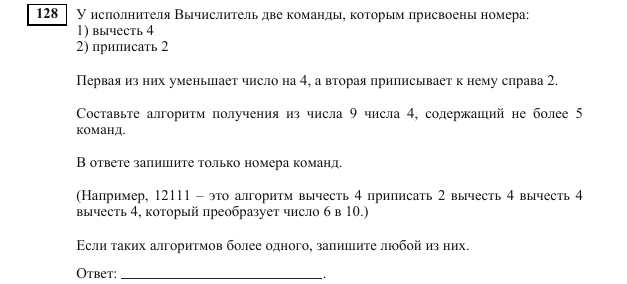 128 У исполнителя Вычислитель две команды, которым присвоены номера:
1) вычесть 4
2) приписать 2
Первая из них уменьшает число на 4, а вторая приписывает к нему справа 2.
Составьте алгоритм получения из числа 9 числа 4, содержащий не более 5
команд.
В ответе запишите только номера команд.
(Например, 12111 – это алгоритм вычесть 4 приписать 2 вычесть 4 вычесть 4
вычесть 4, который преобразует число 6 в 10.)
Если таких алгоритмов более одного, запишите любой из них.
Ответ: ____________________________.